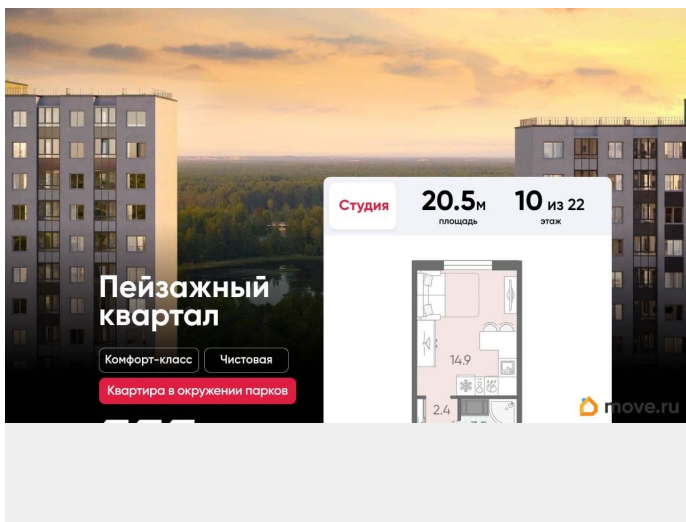 Студия
20.5м
площадь
10 из 22
этаж
Пейзажный
квартал
Комфорт-класс
Чистовая
Квартира в окружении парков
14.9
2.4
move.ru